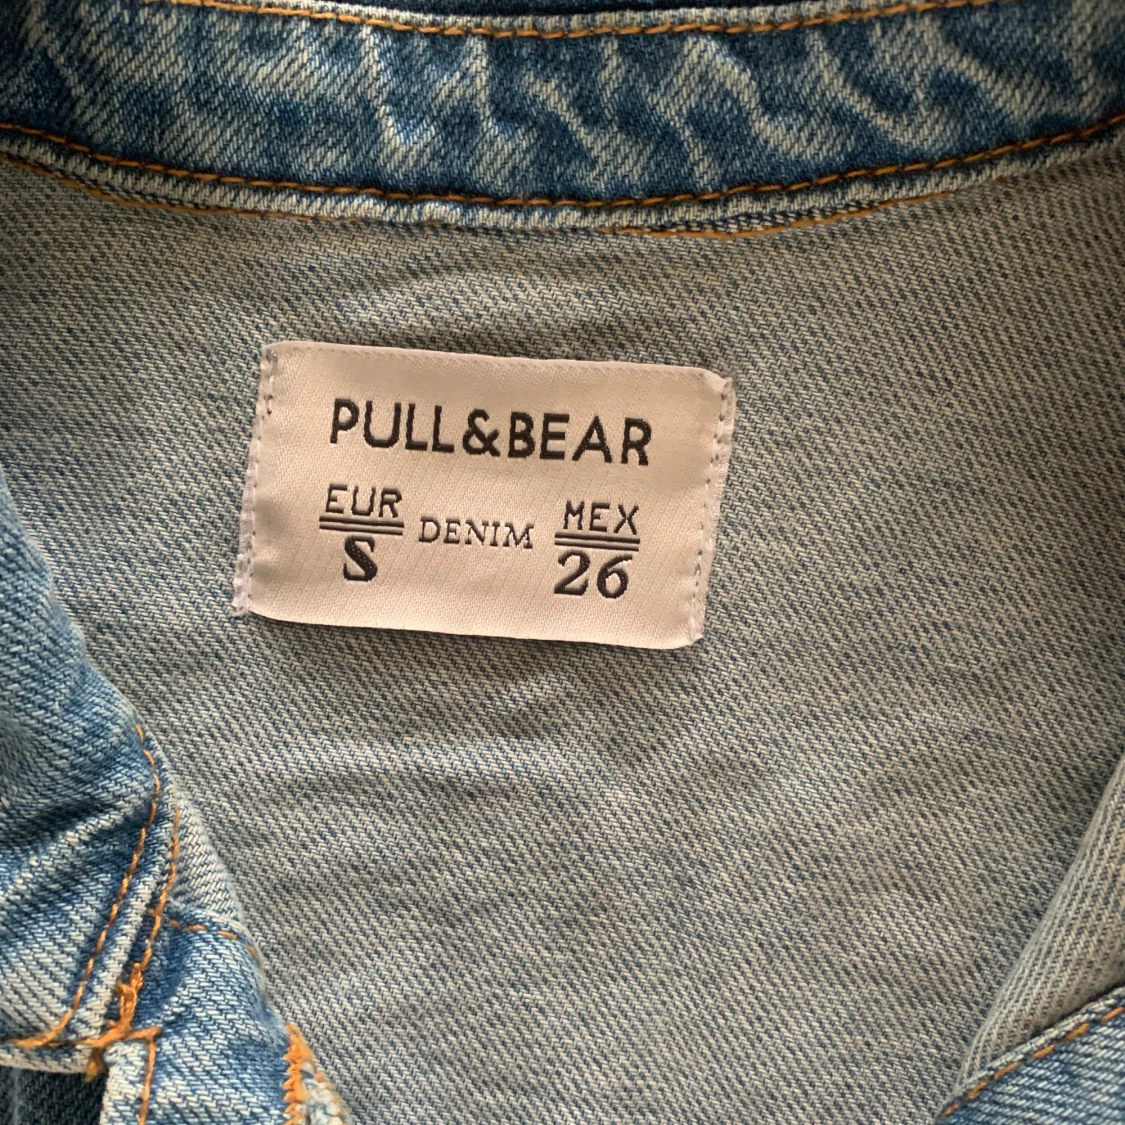 PULL&BEAR
EUR DENIM MEX
S 26